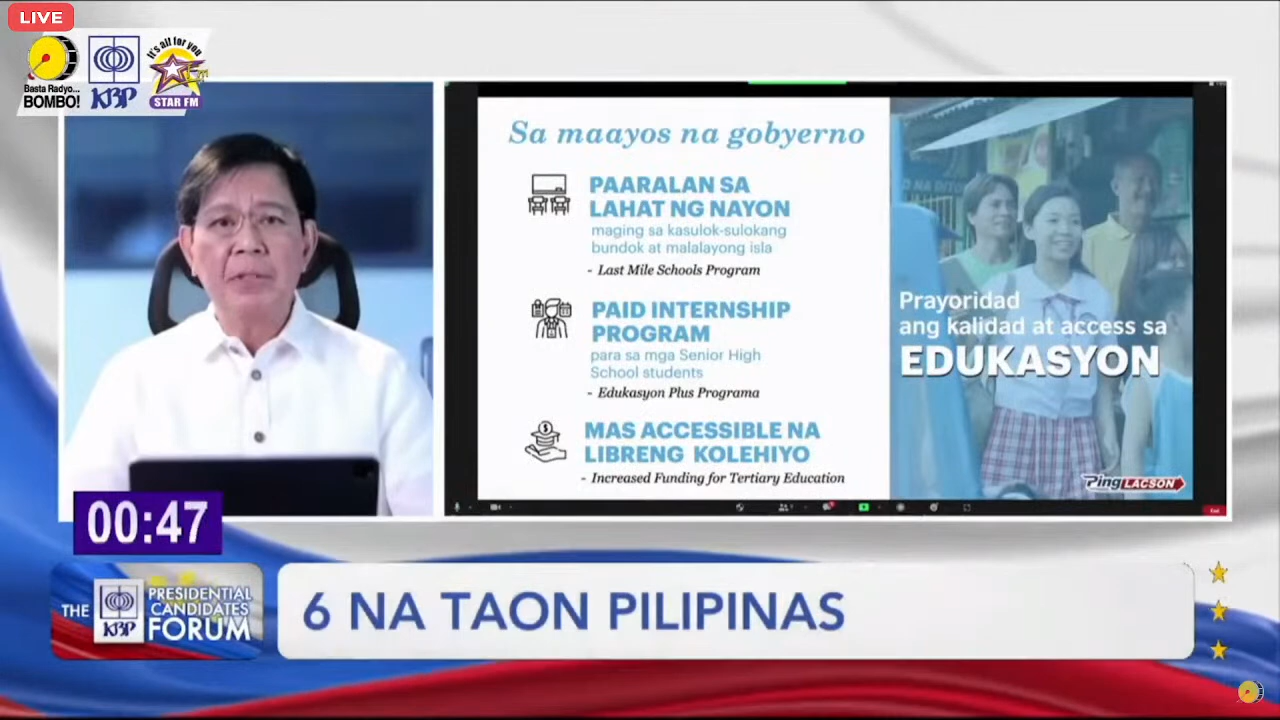 LIVE
Basta Radyo...
BOMBO!
KBP
It's all for you
STAR FM
Sa maayos na gobyerno
PAARALAN SA
LAHAT NG NAYON
maging sa kasulok-sulokang
bundok at malalayong isla
- Last Mile Schools Program
PAID INTERNSHIP
PROGRAM
para sa mga Senior High
School students
- Edukasyon Plus Programa
MAS ACCESSIBLE NA
LIBRENG KOLEHIYO
- Increased Funding for Tertiary Education
Prayoridad
ang kalidad at access sa
EDUKASYON
Ping LACSON
00:47
THE
KBP
PRESIDENTIAL
CANDIDATES
FORUM
6 NA TAON PILIPINAS